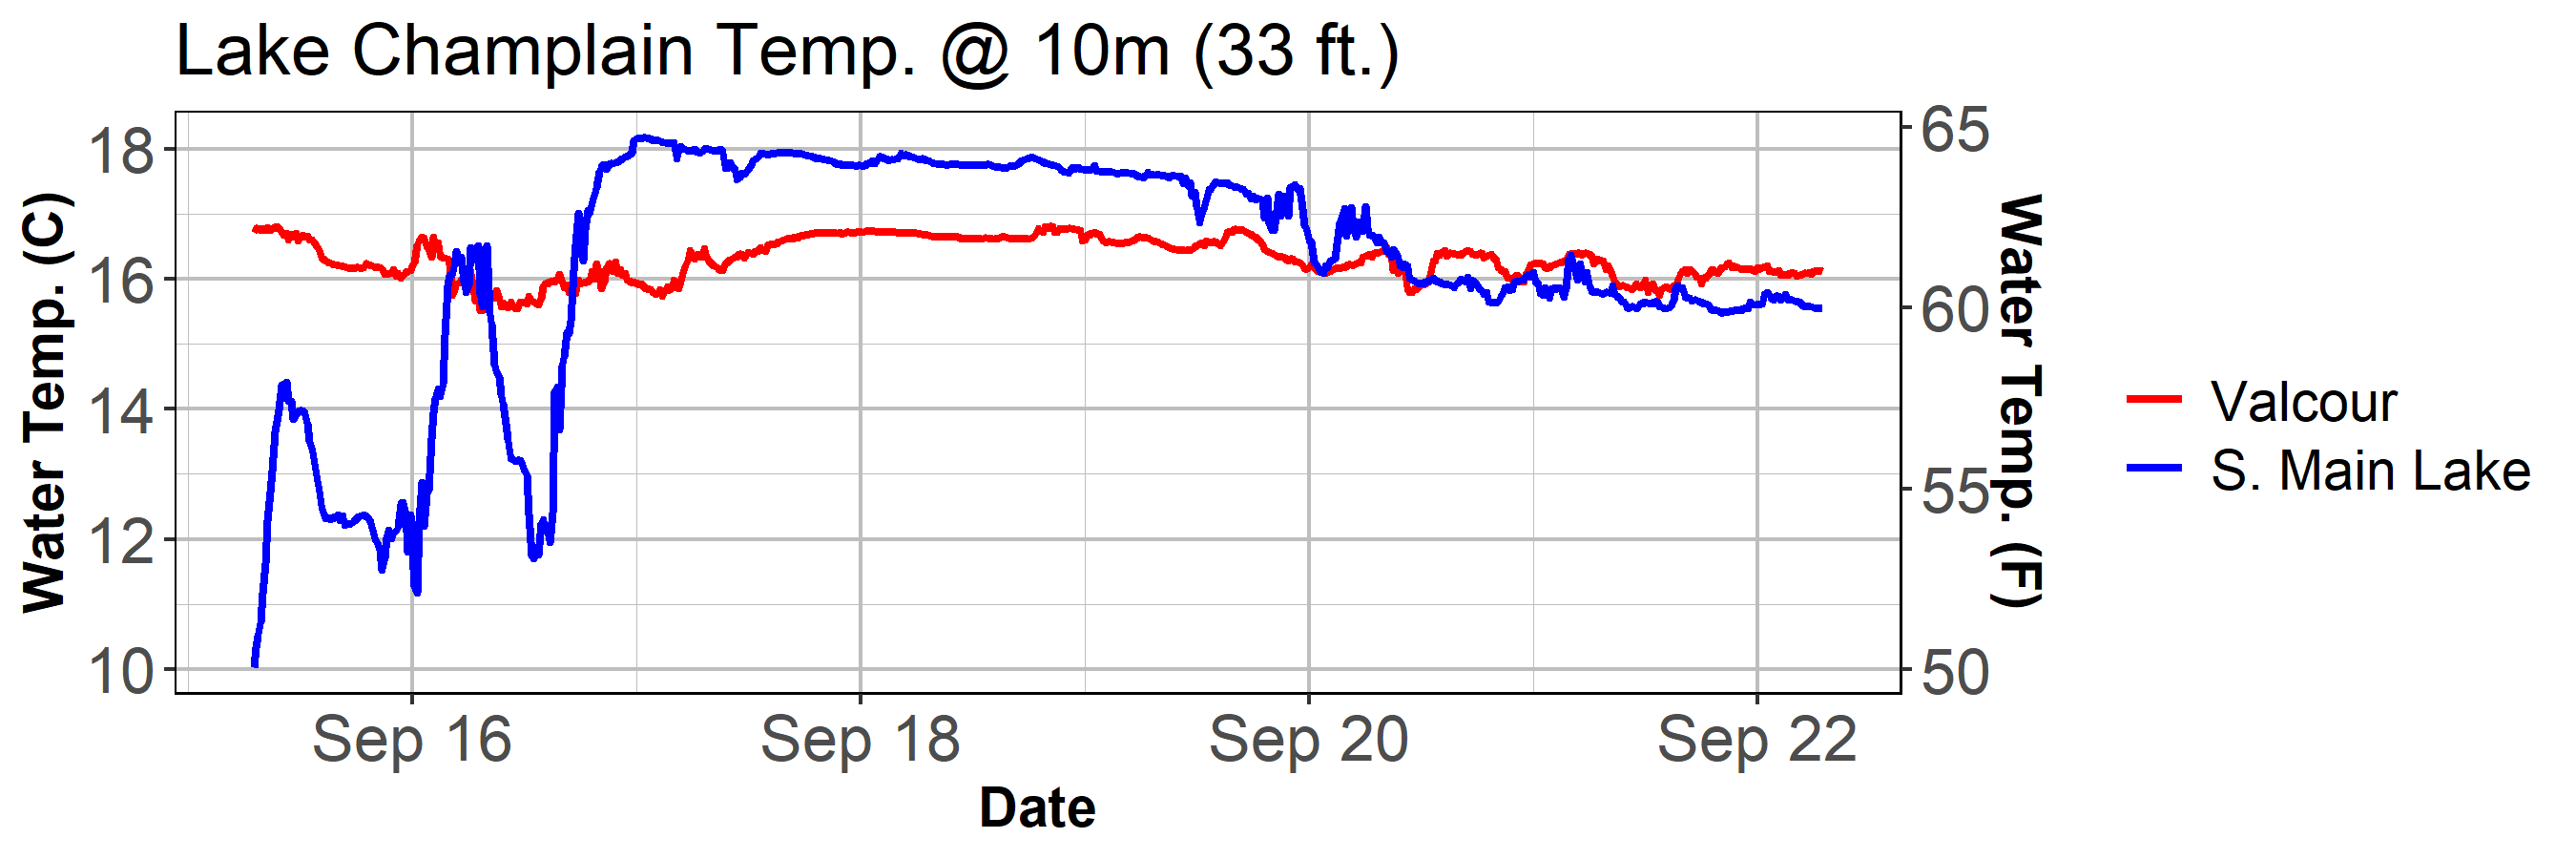 Lake Champlain Temp. @ 10m (33 ft.)
Water Temp. (C)
18
16
14
12
10
65
60
55
50
Water Temp. (F)
Sep 16
Sep 18
Sep 20
Sep 22
Date
Valcour
S. Main Lake